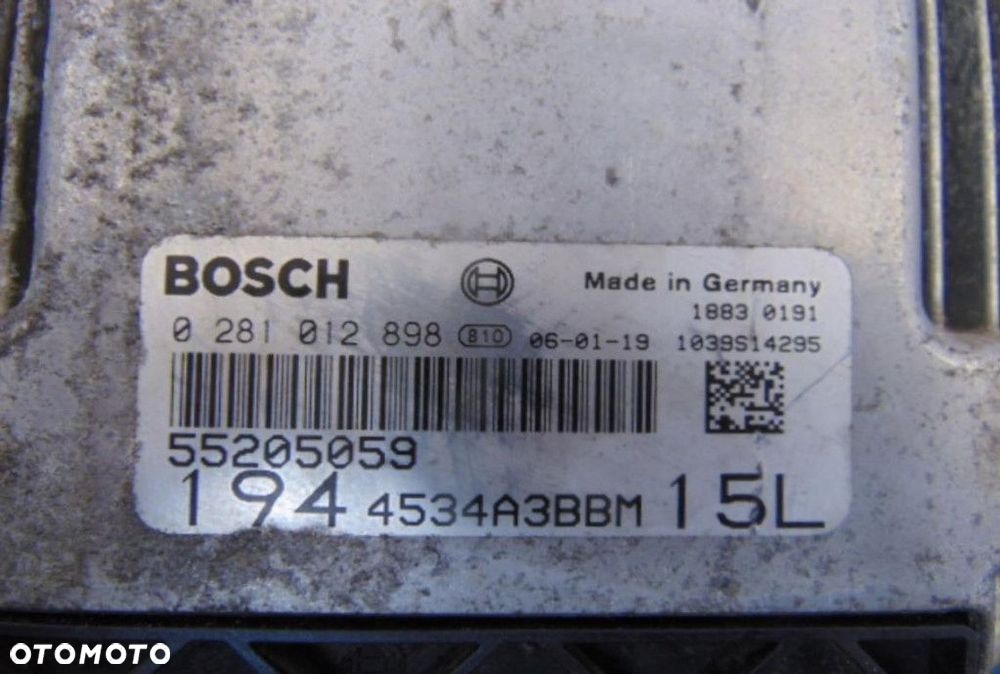 BOSCH Made in Germany
1883 0191
0 281 012 898 810 06-01-19 1039S14295
55205059
194 4534A3BBM 15L
OTOMOTO